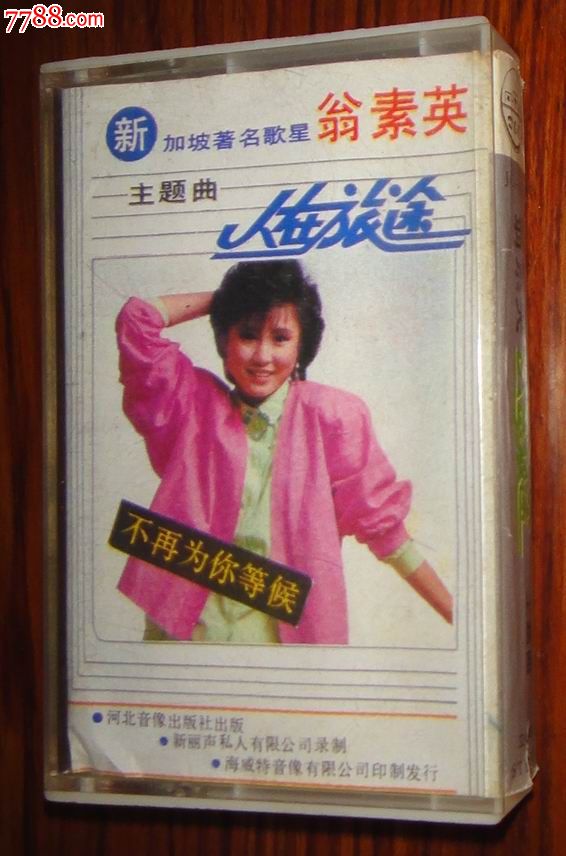 7788.com
新加坡著名歌星 翁素英
主题曲
人在旅途
不再为你等候
河北音像出版社出版
新丽声私人有限公司录制
海威特音像有限公司印制发行